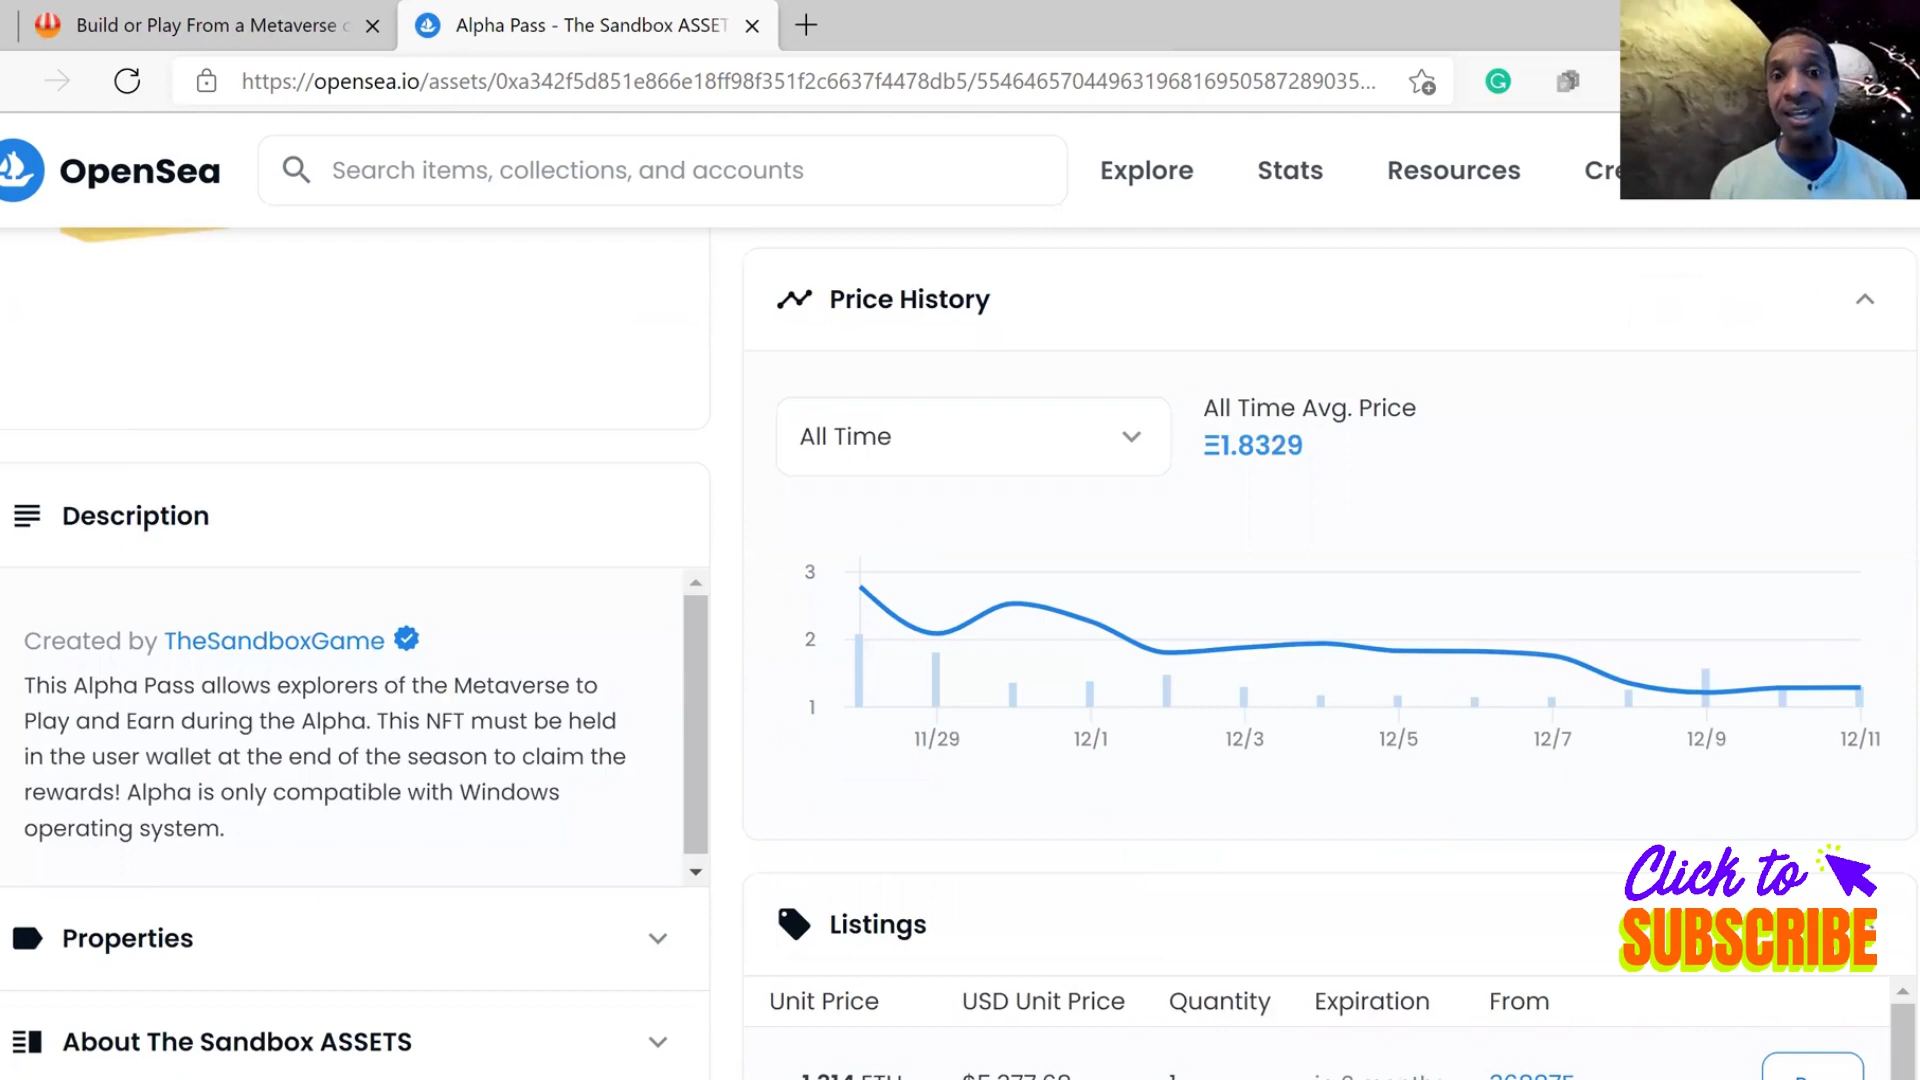 Build or Play From a Metaverse
Alpha Pass - The Sandbox ASSET
https://opensea.io/assets/0xa342f5d851e866e18ff98f351f2c6637f4478db5/55464657044963196816950587289035...
OpenSea
Search items, collections, and accounts
Explore
Stats
Resources
Cre
Price History
All Time
All Time Avg. Price
Ξ1.8329
3
2
1
11/29
12/1
12/3
12/5
12/7
12/9
12/11
Description
Created by TheSandboxGame
This Alpha Pass allows explorers of the Metaverse to
Play and Earn during the Alpha. This NFT must be held
in the user wallet at the end of the season to claim the
rewards! Alpha is only compatible with Windows
operating system.
Properties
About The Sandbox ASSETS
Listings
Unit Price
USD Unit Price
Quantity
Expiration
From
Click to
SUBSCRIBE